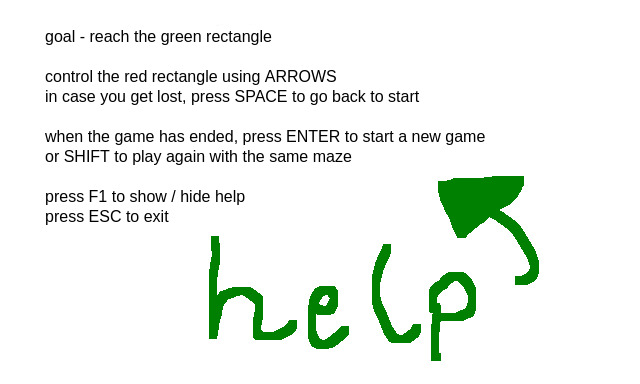 goal - reach the green rectangle
control the red rectangle using ARROWS
in case you get lost, press SPACE to go back to start
when the game has ended, press ENTER to start a new game
or SHIFT to play again with the same maze
press F1 to show / hide help
press ESC to exit
help